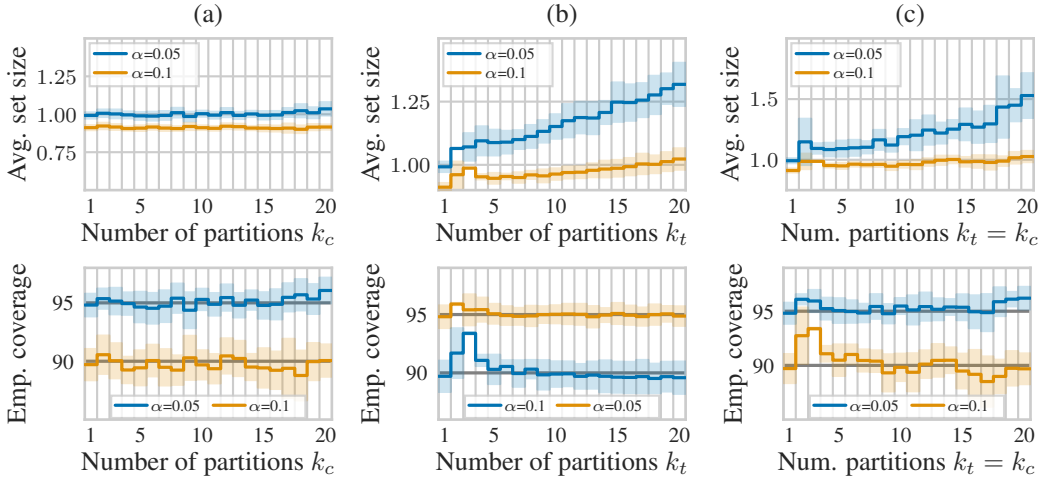 (a)
(b)
(c)
Avg. set size
1.25
1.00
0.75
α=0.05
α=0.1
1 5 10 15 20
Number of partitions k_c
Avg. set size
1.25
1.00
α=0.05
α=0.1
1 5 10 15 20
Number of partitions k_t
Avg. set size
1.5
1.0
α=0.05
α=0.1
1 5 10 15 20
Num. partitions k_t = k_c
Emp. coverage
95
90
α=0.05 α=0.1
1 5 10 15 20
Number of partitions k_c
Emp. coverage
95
90
α=0.1 α=0.05
1 5 10 15 20
Number of partitions k_t
Emp. coverage
95
90
α=0.05 α=0.1
1 5 10 15 20
Num. partitions k_t = k_c